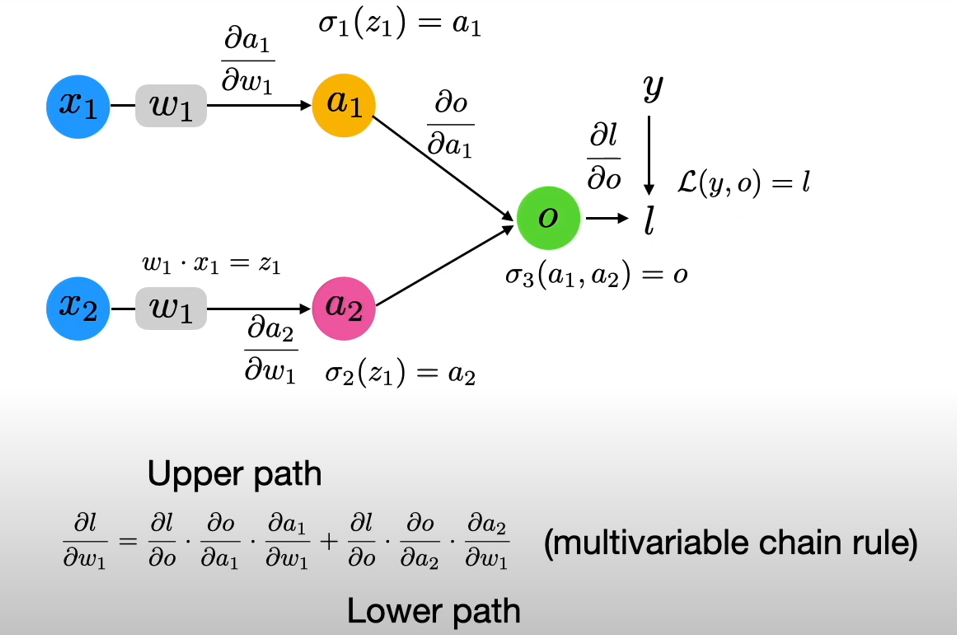 σ₁(z₁) = a₁
∂a₁/∂w₁
x₁
w₁
a₁
∂o/∂a₁
y
∂l/∂o
ℒ(y, o) = l
o
l
σ₃(a₁, a₂) = o
w₁ · x₁ = z₁
x₂
w₁
a₂
∂a₂/∂w₁
σ₂(z₁) = a₂
Upper path
∂l/∂w₁ = ∂l/∂o · ∂o/∂a₁ · ∂a₁/∂w₁ + ∂l/∂o · ∂o/∂a₂ · ∂a₂/∂w₁ (multivariable chain rule)
Lower path